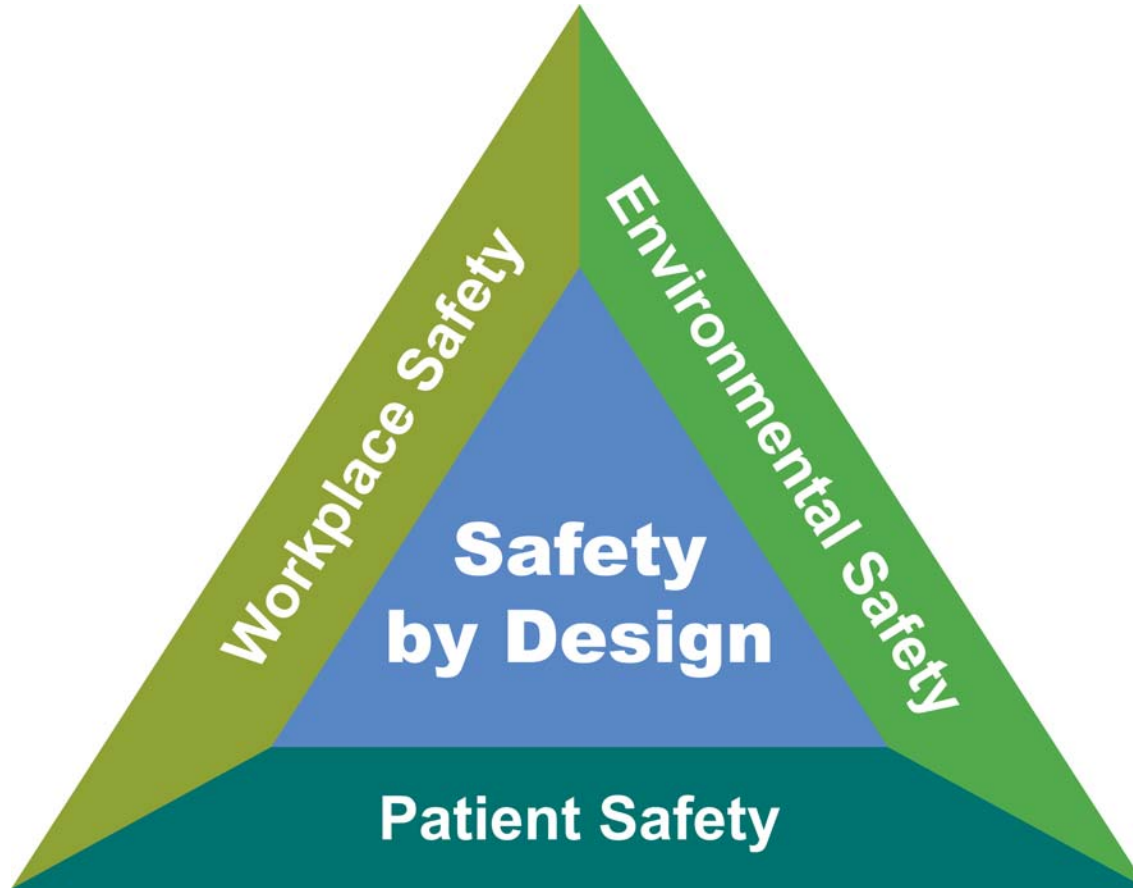 Workplace Safety
Environmental Safety
Safety
by Design
Patient Safety